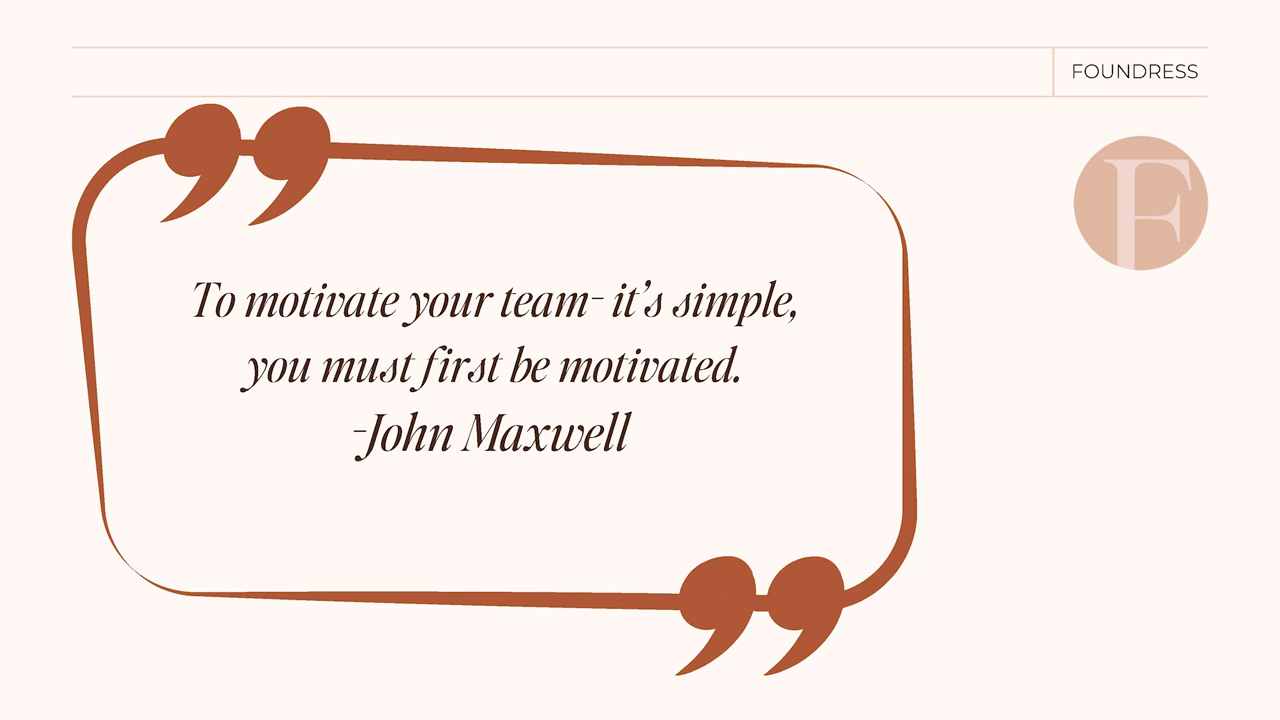 FOUNDRESS
F
To motivate your team- it's simple,
you must first be motivated.
-John Maxwell